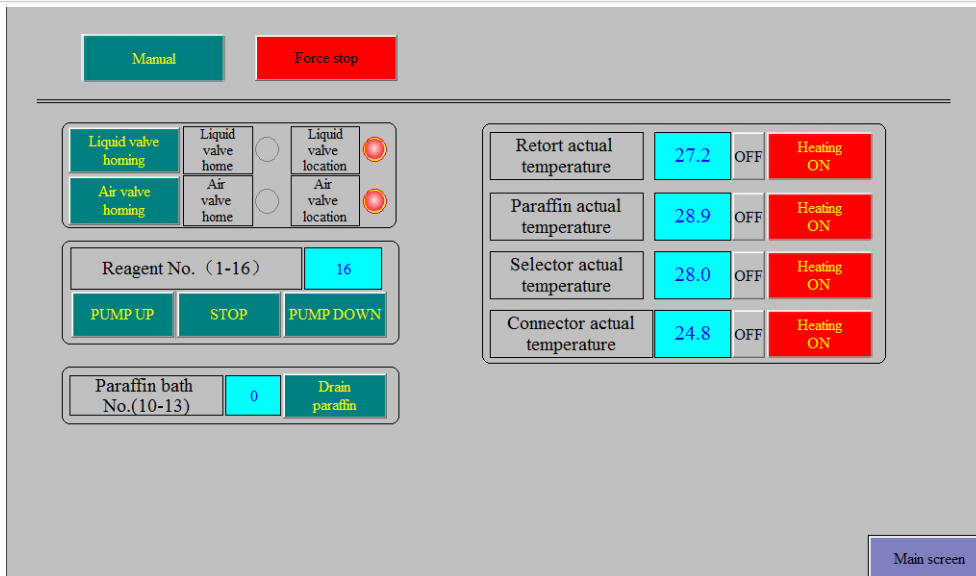 Manual
Force stop
Liquid valve
homing
Liquid
valve
home
Liquid
valve
location
Air valve
homing
Air
valve
home
Air
valve
location
Reagent No.（1-16）
16
PUMP UP
STOP
PUMP DOWN
Paraffin bath
No.(10-13)
0
Drain
paraffin
Retort actual
temperature
27.2
OFF
Heating
ON
Paraffin actual
temperature
28.9
OFF
Heating
ON
Selector actual
temperature
28.0
OFF
Heating
ON
Connector actual
temperature
24.8
OFF
Heating
ON
Main screen